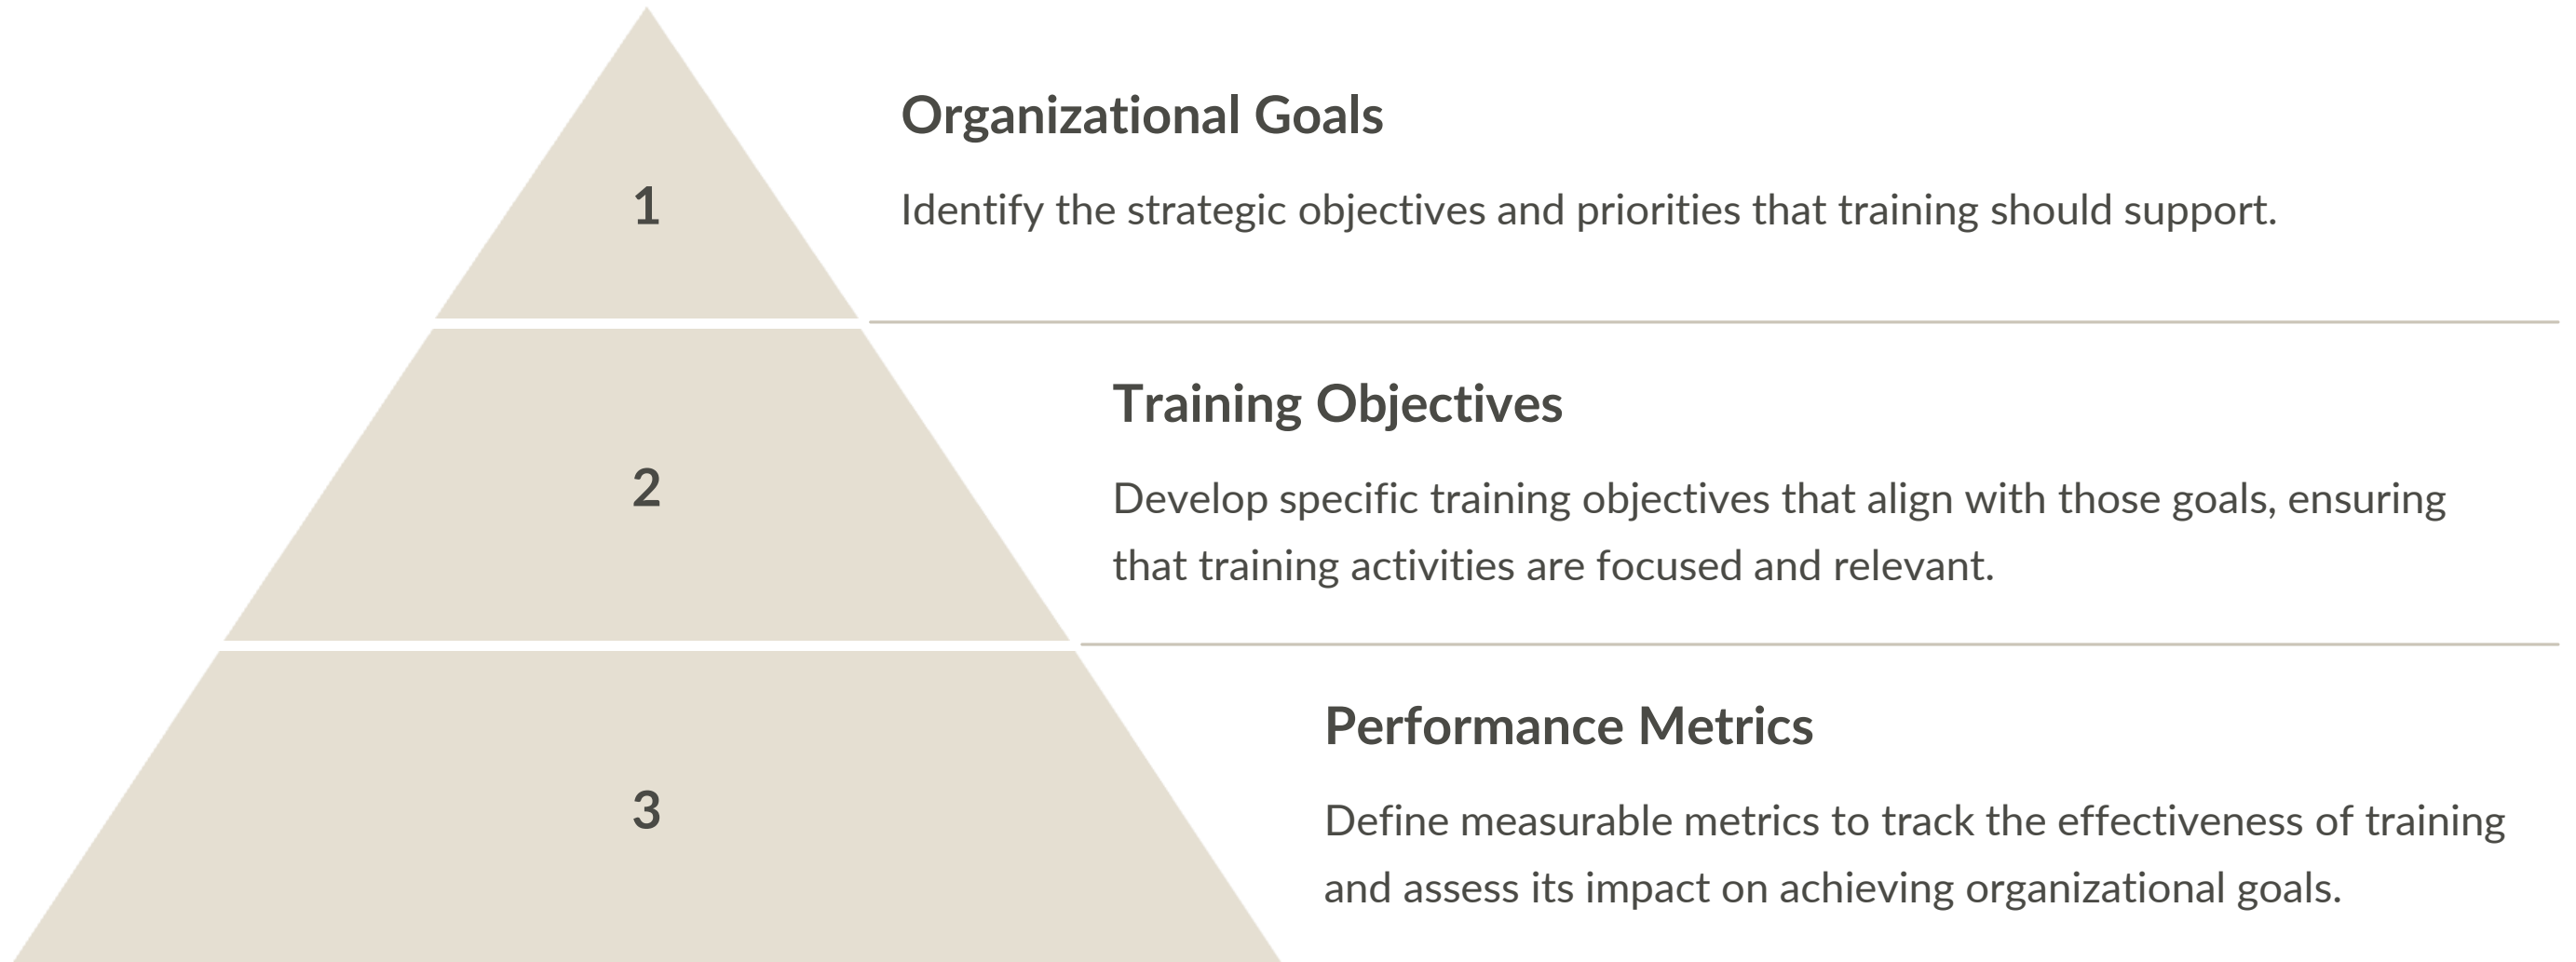 1
Organizational Goals
Identify the strategic objectives and priorities that training should support.
2
Training Objectives
Develop specific training objectives that align with those goals, ensuring
that training activities are focused and relevant.
3
Performance Metrics
Define measurable metrics to track the effectiveness of training
and assess its impact on achieving organizational goals.